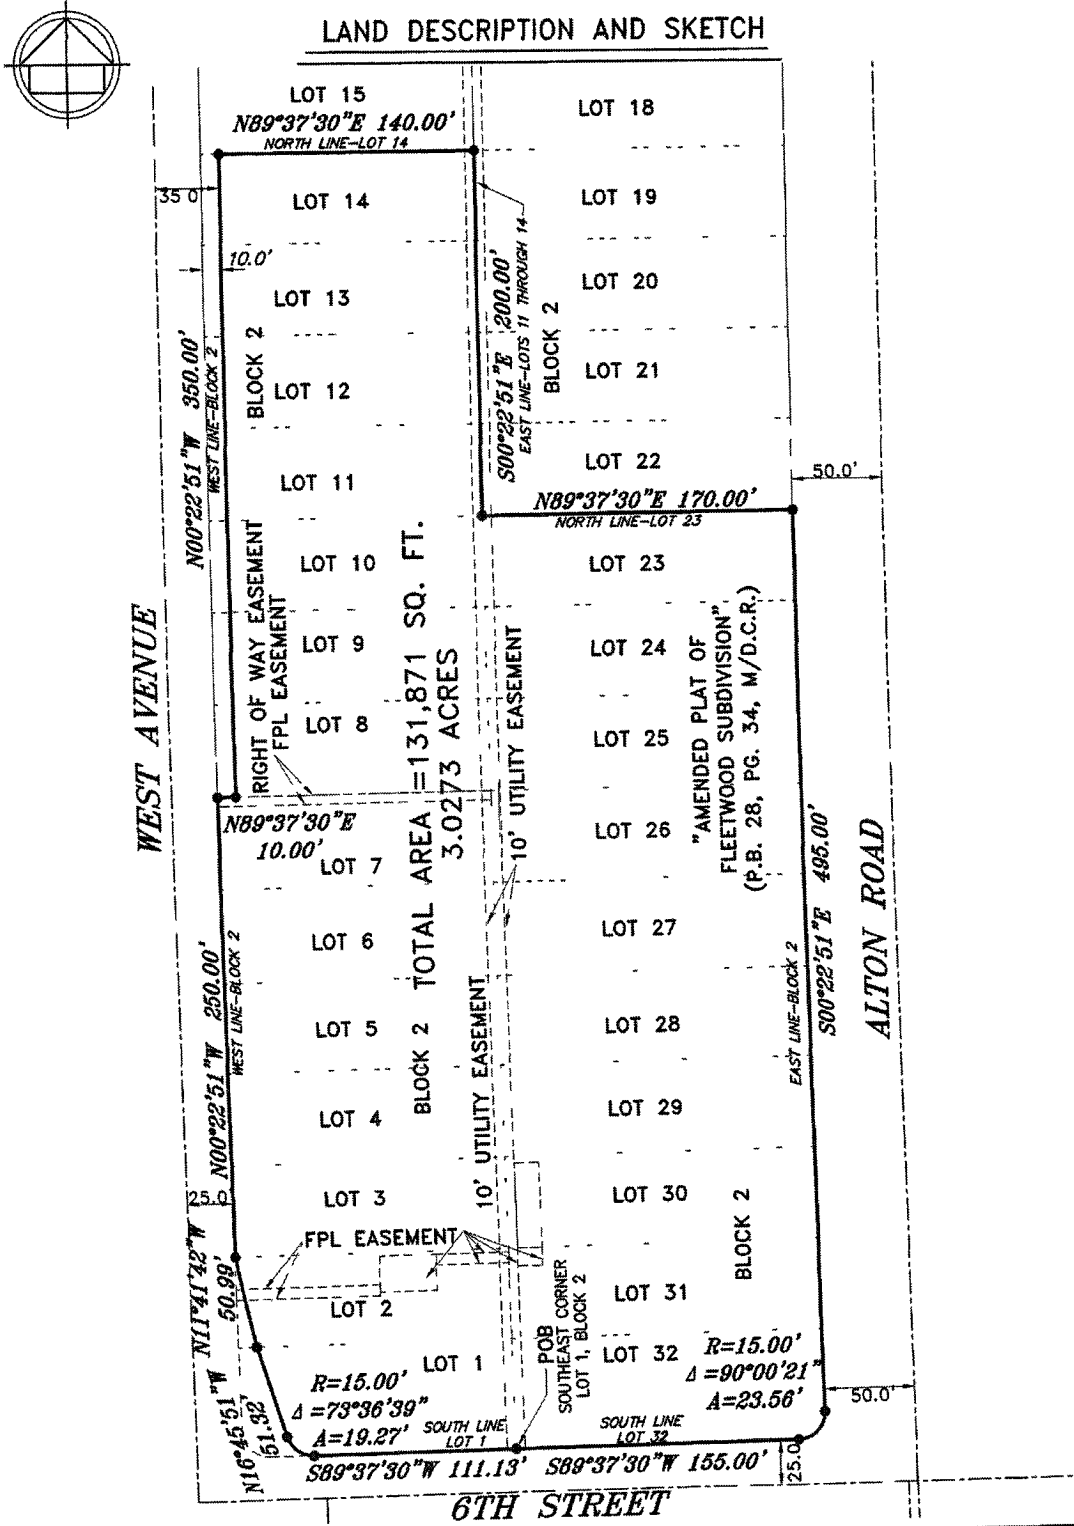 LAND DESCRIPTION AND SKETCH
LOT 15
N89°37'30"E 140.00'
NORTH LINE-LOT 14
LOT 18
35 0'
LOT 14
LOT 19
10.0'
LOT 13
LOT 20
S00°22'51"E 200.00'
EAST LINE-LOTS 11 THROUGH 14
BLOCK 2
BLOCK 2
N00°22'51"W 350.00'
WEST LINE-BLOCK 2
LOT 12
LOT 21
LOT 11
LOT 22
50.0'
N89°37'30"E 170.00'
NORTH LINE-LOT 23
LOT 10
LOT 23
RIGHT OF WAY EASEMENT
FPL EASEMENT
LOT 9
LOT 24
TOTAL AREA =131,871 SQ. FT.
3.0273 ACRES
10' UTILITY EASEMENT
"AMENDED PLAT OF
FLEETWOOD SUBDIVISION"
(P.B. 28, PG. 34, M/D.C.R.)
WEST AVENUE
LOT 8
LOT 25
N89°37'30"E
10.00'
LOT 7
LOT 26
S00°22'51"E 495.00'
EAST LINE-BLOCK 2
ALTON ROAD
LOT 6
LOT 27
N00°22'51"W 250.00'
WEST LINE-BLOCK 2
LOT 5
LOT 28
BLOCK 2
10' UTILITY EASEMENT
LOT 4
LOT 29
25.0'
LOT 3
LOT 30
BLOCK 2
FPL EASEMENT
N11°41'42"W
50.99'
LOT 2
LOT 31
POB
SOUTHEAST CORNER
LOT 1, BLOCK 2
LOT 1
LOT 32
R=15.00'
Δ =73°36'39"
A=19.27'
R=15.00'
Δ =90°00'21"
A=23.56'
50.0'
N16°45'51"W
51.32'
SOUTH LINE
LOT 1
SOUTH LINE
LOT 32
S89°37'30"W 111.13'
S89°37'30"W 155.00'
25.0'
6TH STREET